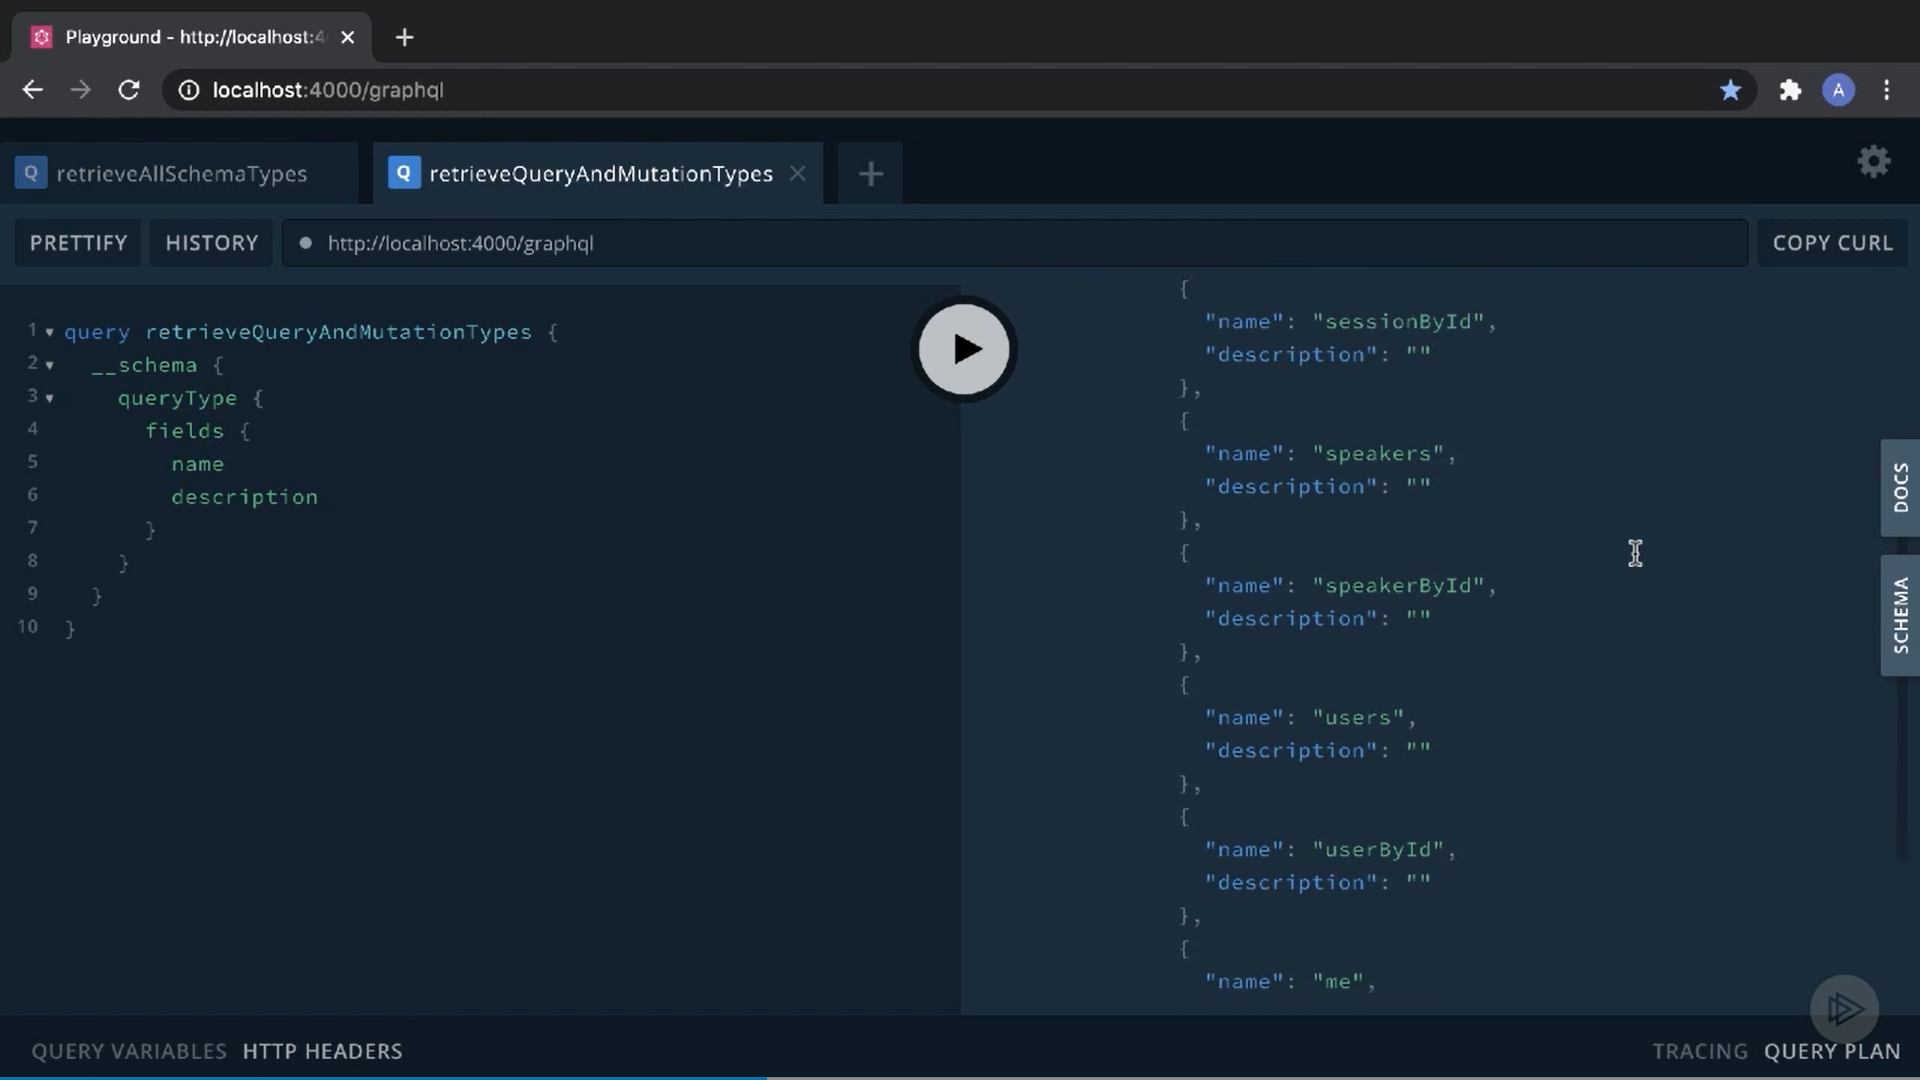 Playground - http://localhost:4
localhost:4000/graphql
A
Q retrieveAllSchemaTypes
Q retrieveQueryAndMutationTypes
PRETTIFY
HISTORY
http://localhost:4000/graphql
COPY CURL
1 query retrieveQueryAndMutationTypes {
2 __schema {
3 queryType {
4 fields {
5 name
6 description
7 }
8 }
9 }
10 }
{
"name": "sessionById",
"description": ""
},
{
"name": "speakers",
"description": ""
},
{
"name": "speakerById",
"description": ""
},
{
"name": "users",
"description": ""
},
{
"name": "userById",
"description": ""
},
{
"name": "me",
DOCS
SCHEMA
QUERY VARIABLES
HTTP HEADERS
TRACING
QUERY PLAN